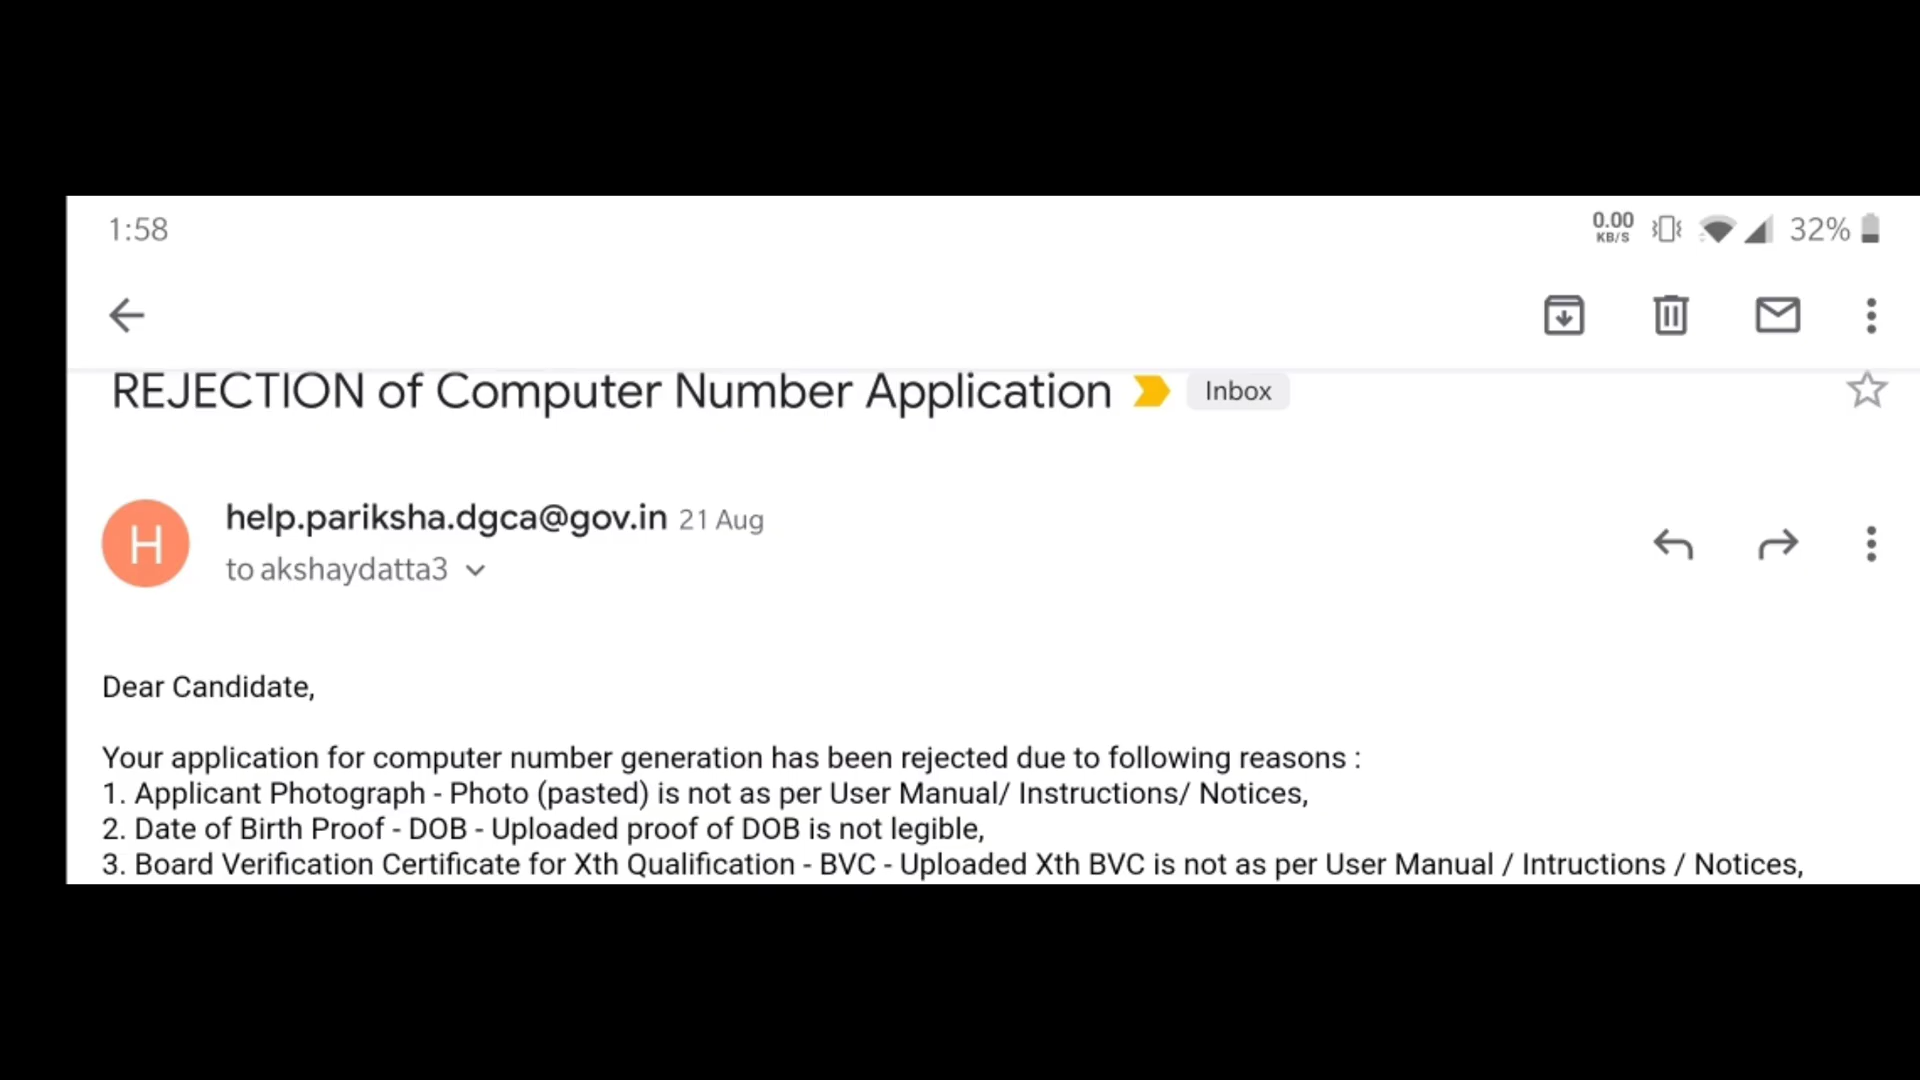 1:58
0.00
KB/S
32%
REJECTION of Computer Number Application
Inbox
H
help.pariksha.dgca@gov.in 21 Aug
to akshaydatta3
Dear Candidate,
Your application for computer number generation has been rejected due to following reasons :
1. Applicant Photograph - Photo (pasted) is not as per User Manual/ Instructions/ Notices,
2. Date of Birth Proof - DOB - Uploaded proof of DOB is not legible,
3. Board Verification Certificate for Xth Qualification - BVC - Uploaded Xth BVC is not as per User Manual / Intructions / Notices,